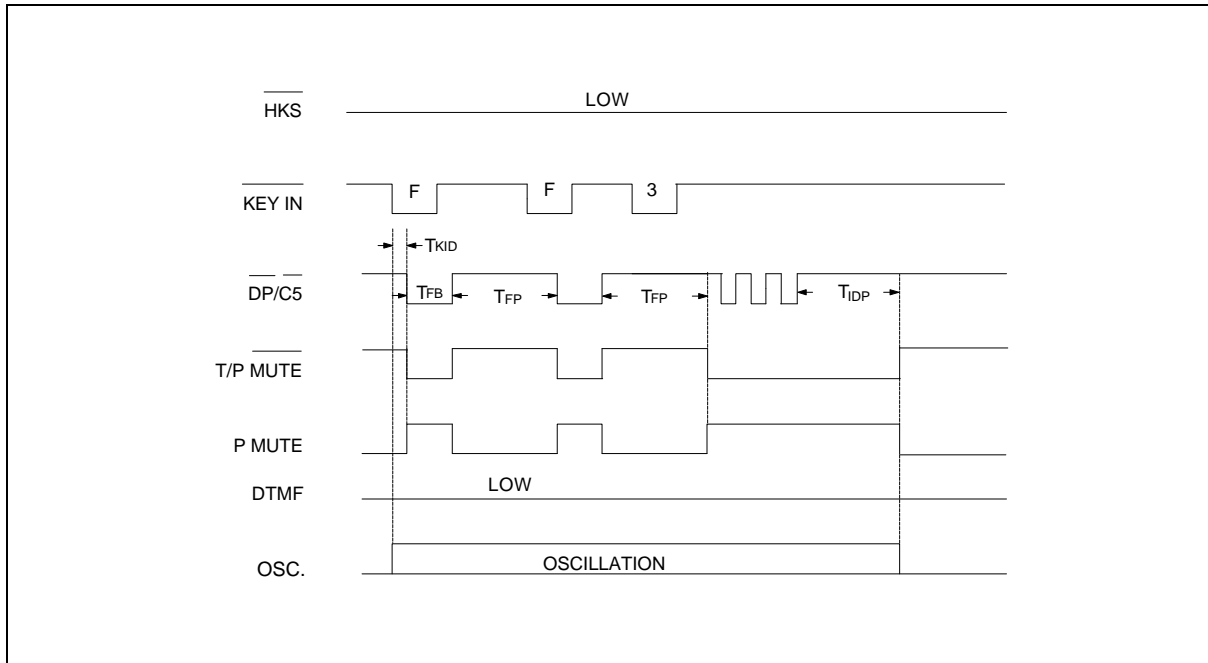 HKS
LOW
KEY IN
F
F
3
TKID
DP/C5
TFB
TFP
TFP
TIDP
T/P MUTE
P MUTE
DTMF
LOW
OSC.
OSCILLATION